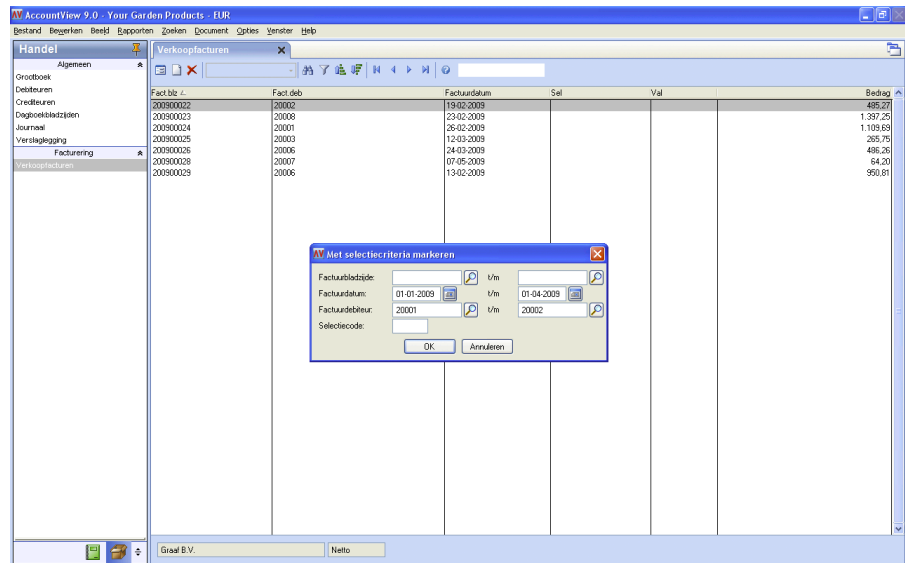 AccountView 9.0 - Your Garden Products - EUR
Bestand Bewerken Beeld Rapporten Zoeken Document Opties Venster Help
Handel
Algemeen
Grootboek
Debiteuren
Crediteuren
Dagboekbladzijden
Journaal
Verslaglegging
Facturering
Verkoopfacturen
Verkoopfacturen
Fact.blz Fact.deb Factuurdatum Sel Val Bedrag
200900022 20002 19-02-2009 485,27
200900023 20008 23-02-2009 1.397,25
200900024 20001 26-02-2009 1.109,69
200900025 20003 12-03-2009 265,75
200900026 20006 24-03-2009 486,26
200900028 20007 07-05-2009 64,20
200900029 20006 13-02-2009 950,81
Met selectiecriteria markeren
Factuurbladzijde: t/m
Factuurdatum: 01-01-2009 t/m 01-04-2009
Factuurdebiteur: 20001 t/m 20002
Selectiecode:
OK Annuleren
Graaf B.V. Netto